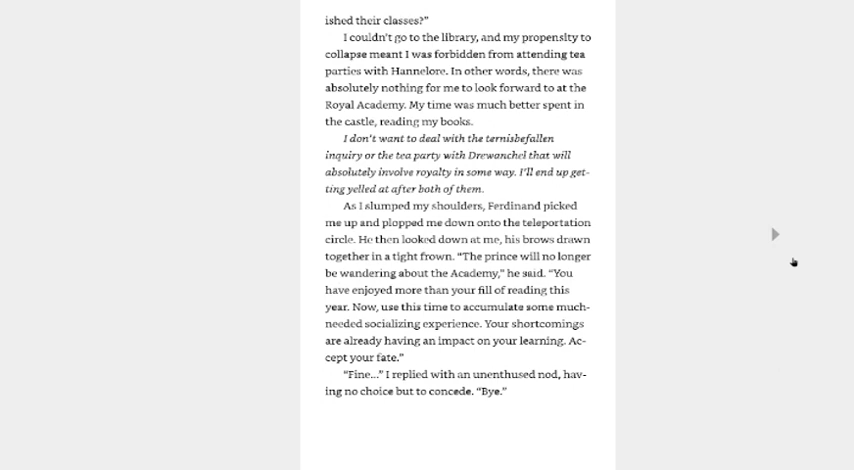 ished their classes?”
I couldn’t go to the library, and my propensity to
collapse meant I was forbidden from attending tea
parties with Hannelore. In other words, there was
absolutely nothing for me to look forward to at the
Royal Academy. My time was much better spent in
the castle, reading my books.
I don’t want to deal with the ternisbefallen
inquiry or the tea party with Drewanchel that will
absolutely involve royalty in some way. I’ll end up get-
ting yelled at after both of them.
As I slumped my shoulders, Ferdinand picked
me up and plopped me down onto the teleportation
circle. He then looked down at me, his brows drawn
together in a tight frown. “The prince will no longer
be wandering about the Academy,” he said. “You
have enjoyed more than your fill of reading this
year. Now, use this time to accumulate some much-
needed socializing experience. Your shortcomings
are already having an impact on your learning. Ac-
cept your fate.”
“Fine...” I replied with an unenthused nod, hav-
ing no choice but to concede. “Bye.”